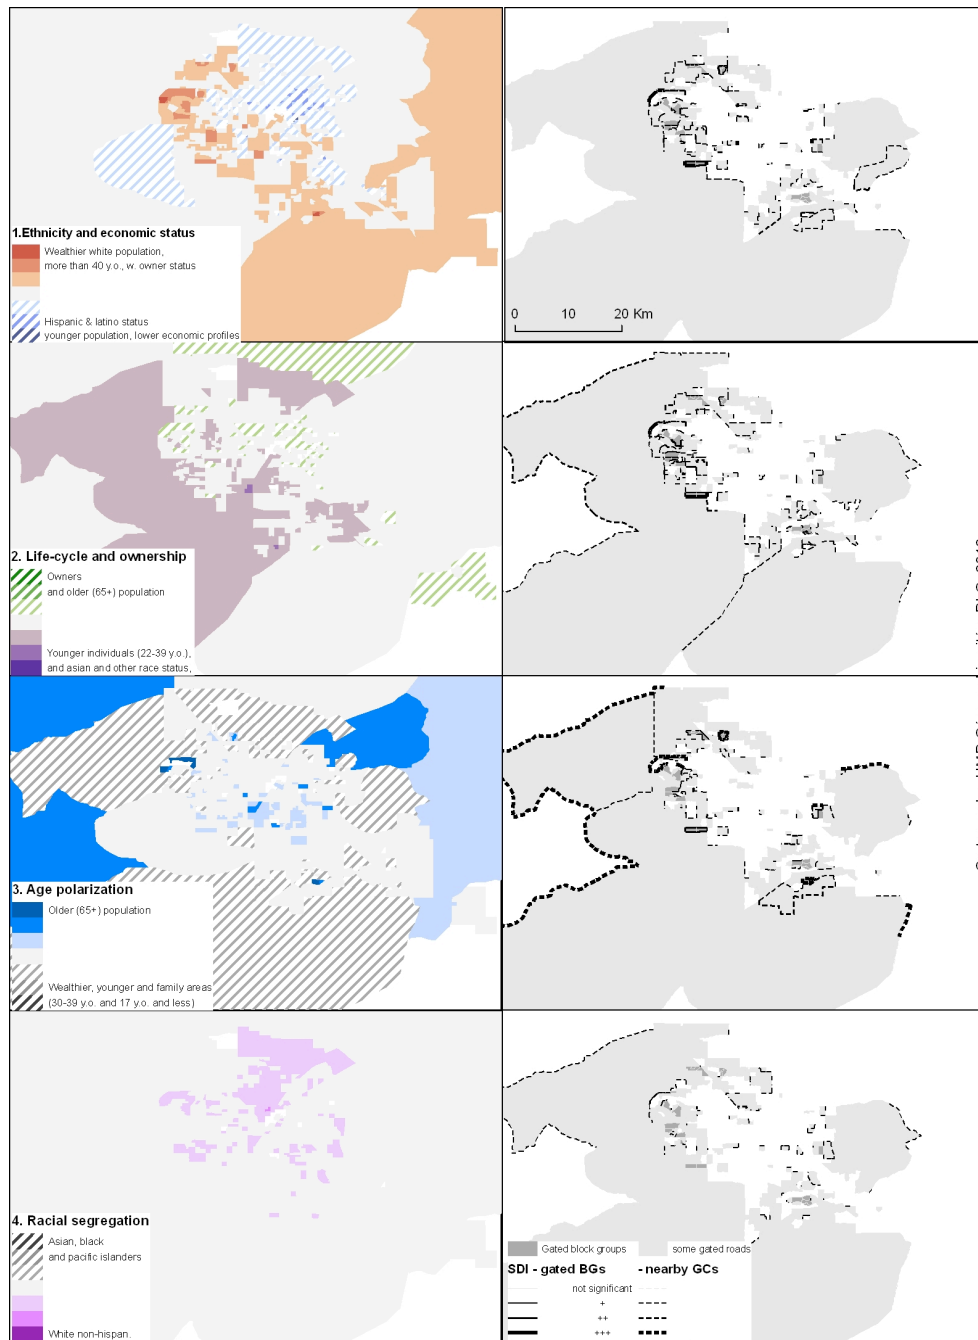 1.Ethnicity and economic status
Wealthier white population,
more than 40 y.o., w. owner status
Hispanic & latino status
younger population, lower economic profiles
0 10 20 Km
2. Life-cycle and ownership
Owners
and older (65+) population
Younger individuals (22-39 y.o.),
and asian and other race status,
3. Age polarization
Older (65+) population
Wealthier, younger and family areas
(30-39 y.o. and 17 y.o. and less)
4. Racial segregation
Asian, black
and pacific islanders
White non-hispan.
Gated block groups some gated roads
SDI - gated BGs - nearby GCs
not significant
+
++
+++